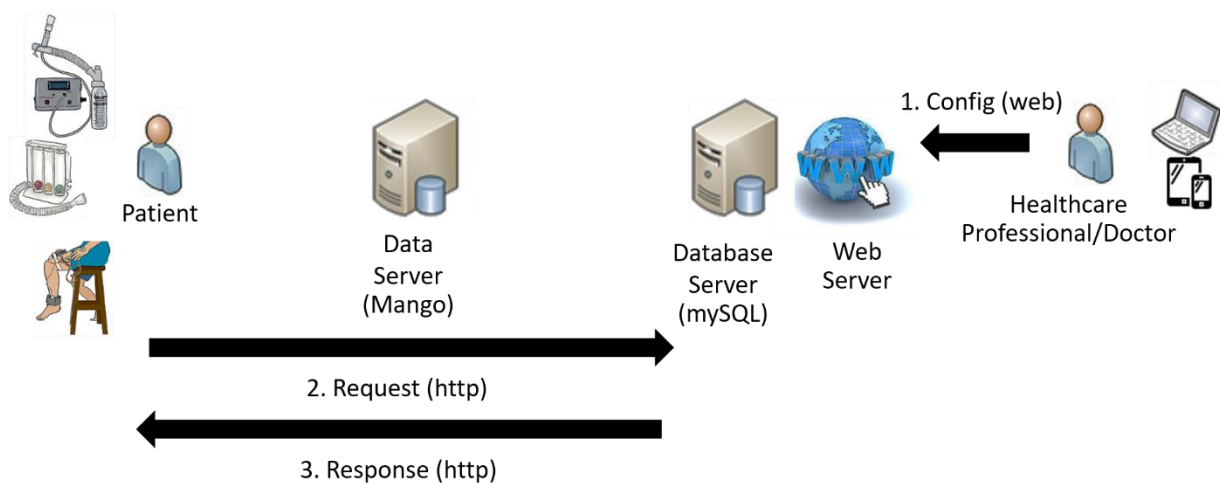 1. Config (web)
WWW
Patient
Healthcare
Professional/Doctor
Data
Server
(Mango)
Database
Server
(mySQL)
Web
Server
2. Request (http)
3. Response (http)